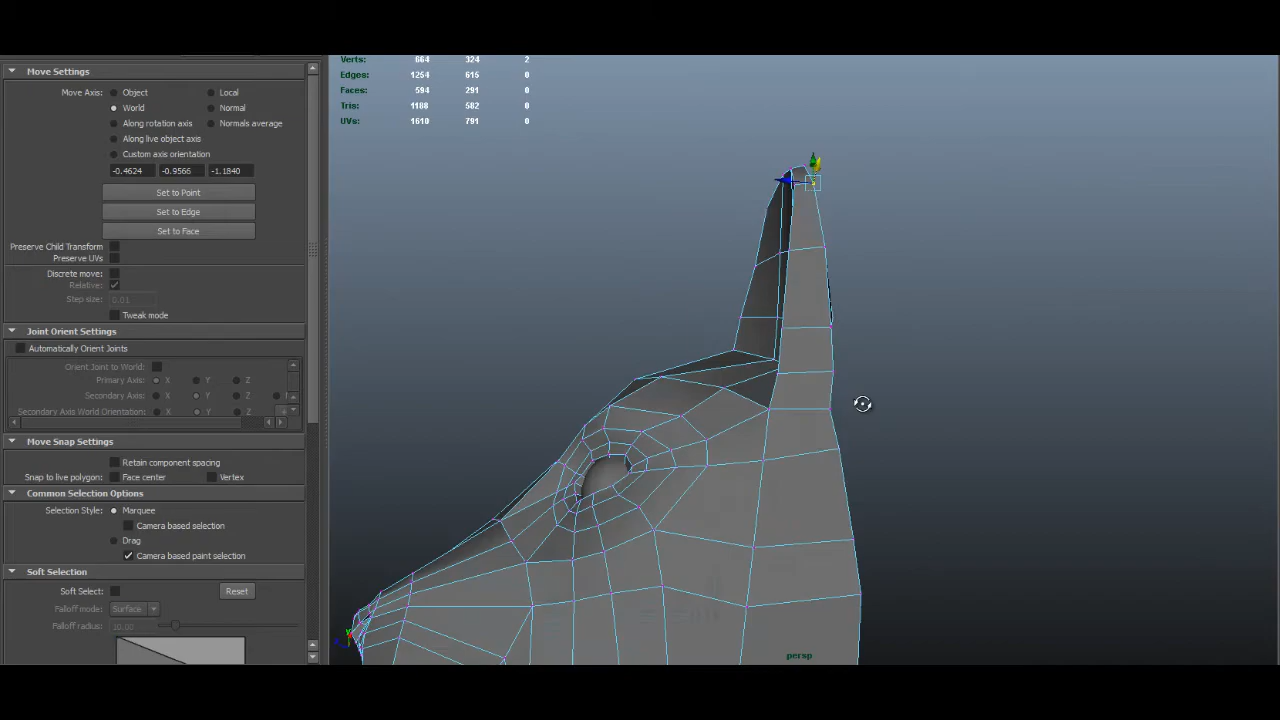 Move Settings
Move Axis: Object Local
World Normal
Along rotation axis Normals average
Along live object axis
Custom axis orientation
-0.4624 -0.9566 -1.1840
Set to Point
Set to Edge
Set to Face
Preserve Child Transform
Preserve UVs
Discrete move:
Relative:
Step size: 0.01
Tweak mode
Joint Orient Settings
Automatically Orient Joints
Orient Joint to World:
Primary Axis: X Y Z
Secondary Axis: X Y Z
Secondary Axis World Orientation: X Y Z
Move Snap Settings
Retain component spacing
Snap to live polygon: Face center Vertex
Common Selection Options
Selection Style: Marquee
Camera based selection
Drag
Camera based paint selection
Soft Selection
Soft Select: Reset
Falloff mode: Surface
Falloff radius: 10.00
Verts: 664 324 2
Edges: 1254 615 0
Faces: 594 291 0
Tris: 1188 582 0
UVs: 1610 791 0
persp